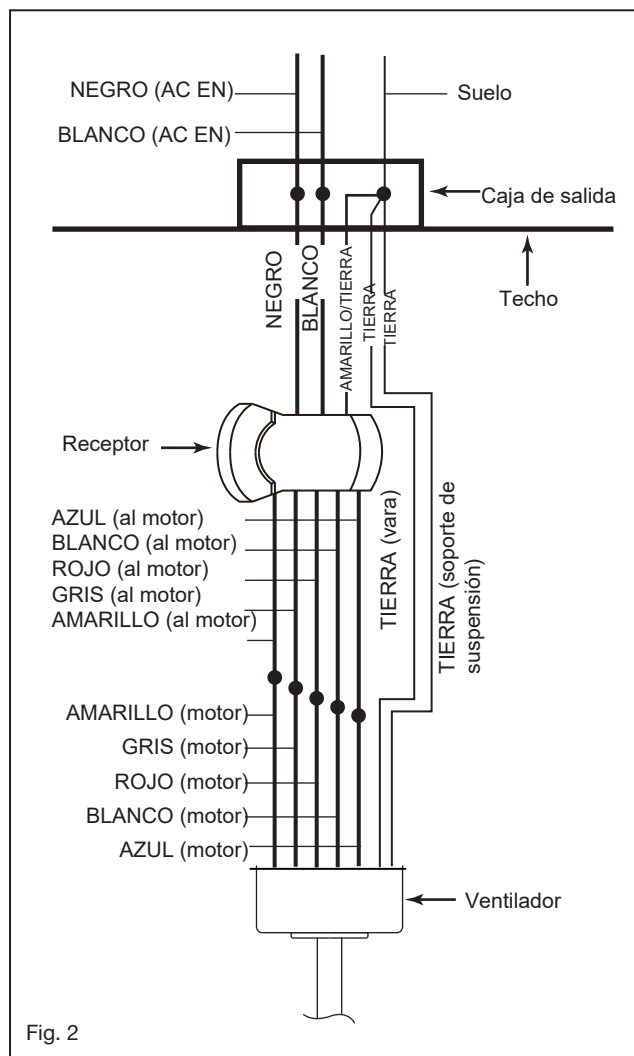 NEGRO (AC EN)
Suelo
BLANCO (AC EN)
Caja de salida
Techo
NEGRO
BLANCO
AMARILLO/TIERRA
TIERRA
TIERRA
Receptor
AZUL (al motor)
BLANCO (al motor)
ROJO (al motor)
GRIS (al motor)
AMARILLO (al motor)
TIERRA (vara)
TIERRA (soporte de
suspensión)
AMARILLO (motor)
GRIS (motor)
ROJO (motor)
BLANCO (motor)
AZUL (motor)
Ventilador
Fig. 2